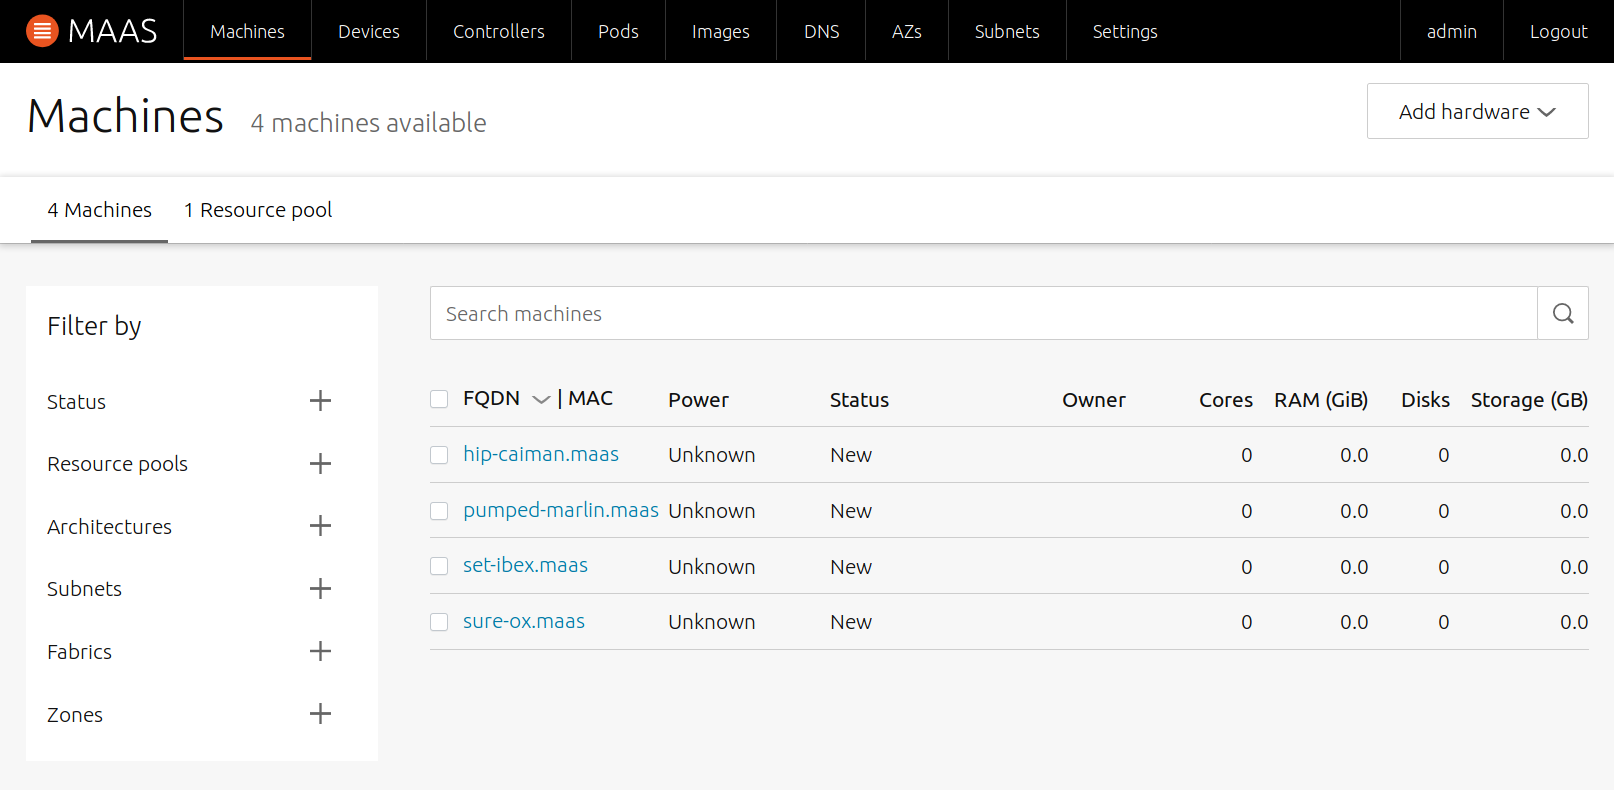 MAAS Machines Devices Controllers Pods Images DNS AZs Subnets Settings admin Logout
Machines 4 machines available Add hardware
4 Machines 1 Resource pool
Filter by
Status
Resource pools
Architectures
Subnets
Fabrics
Zones
Search machines
FQDN | MAC Power Status Owner Cores RAM (GiB) Disks Storage (GB)
hip-caiman.maas Unknown New 0 0.0 0 0.0
pumped-marlin.maas Unknown New 0 0.0 0 0.0
set-ibex.maas Unknown New 0 0.0 0 0.0
sure-ox.maas Unknown New 0 0.0 0 0.0